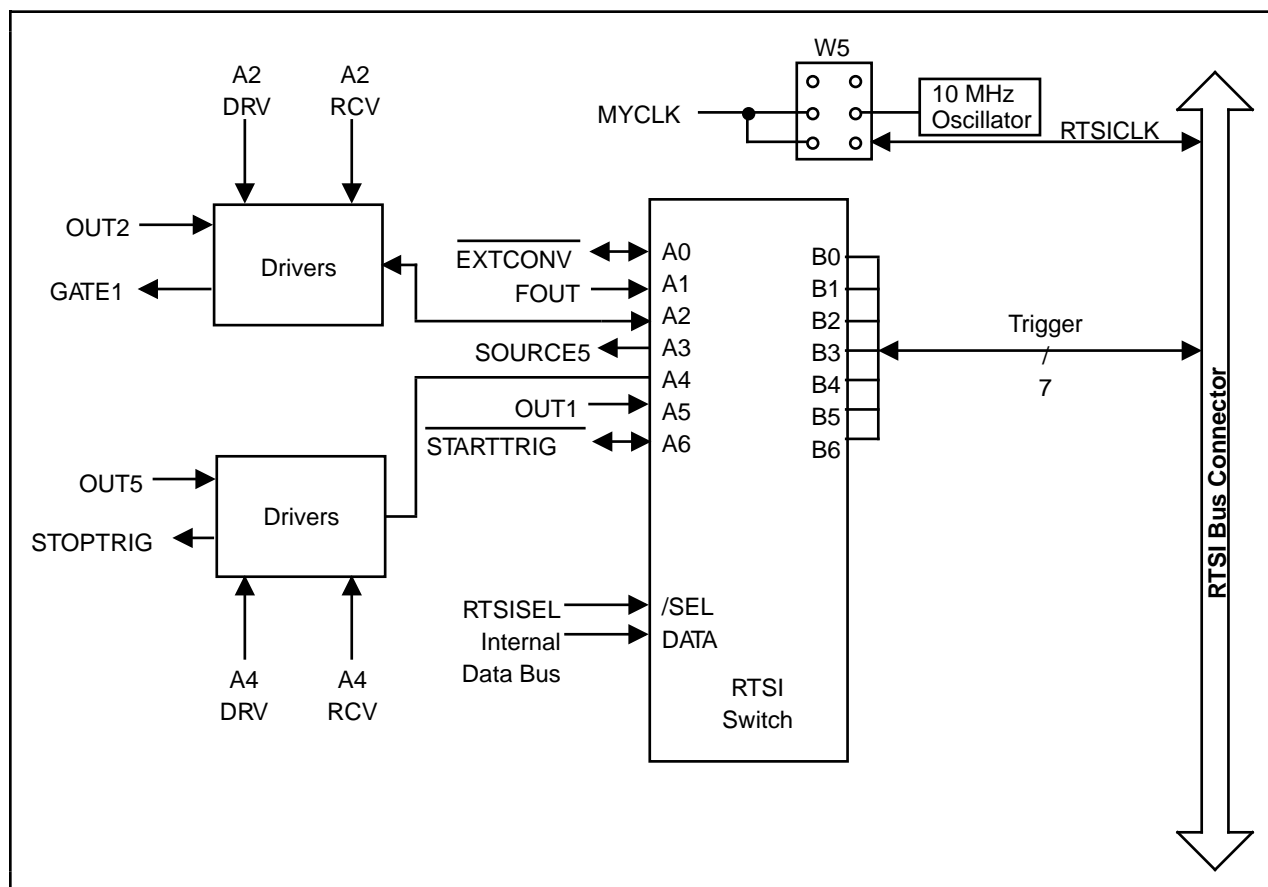 W5
A2
DRV
A2
RCV
MYCLK
10 MHz
Oscillator
RTSICLK
OUT2
GATE1
Drivers
EXTCONV
FOUT
SOURCE5
OUT1
STARTTRIG
A0
A1
A2
A3
A4
A5
A6
B0
B1
B2
B3
B4
B5
B6
Trigger
/
7
RTSI Bus Connector
OUT5
STOPTRIG
Drivers
A4
DRV
A4
RCV
RTSISEL
Internal
Data Bus
/SEL
DATA
RTSI
Switch